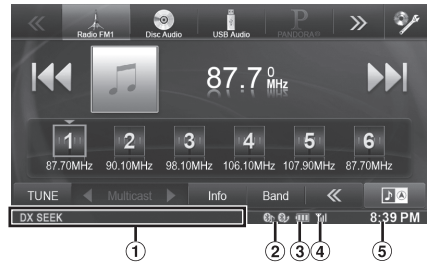 Radio FM1 Disc Audio USB Audio P PANDORA®
87.7 0 MHz
1 2 3 4 5 6
87.70MHz 90.10MHz 98.10MHz 106.10MHz 107.90MHz 87.70MHz
TUNE Multicast Info Band
DX SEEK 8:39 PM
1 2 3 4 5